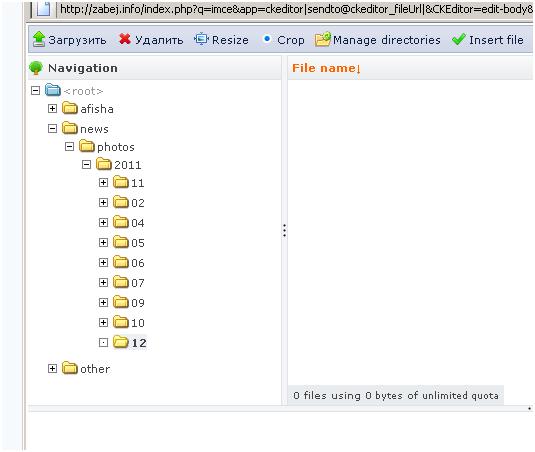 http://zabej.info/index.php?q=imce&app=ckeditor|sendto@ckeditor_fileUrl|&CKEditor=edit-body&
Загрузить Удалить Resize Crop Manage directories Insert file
Navigation
File name↓
<root>
afisha
news
photos
2011
11
02
04
05
06
07
09
10
12
other
0 files using 0 bytes of unlimited quota